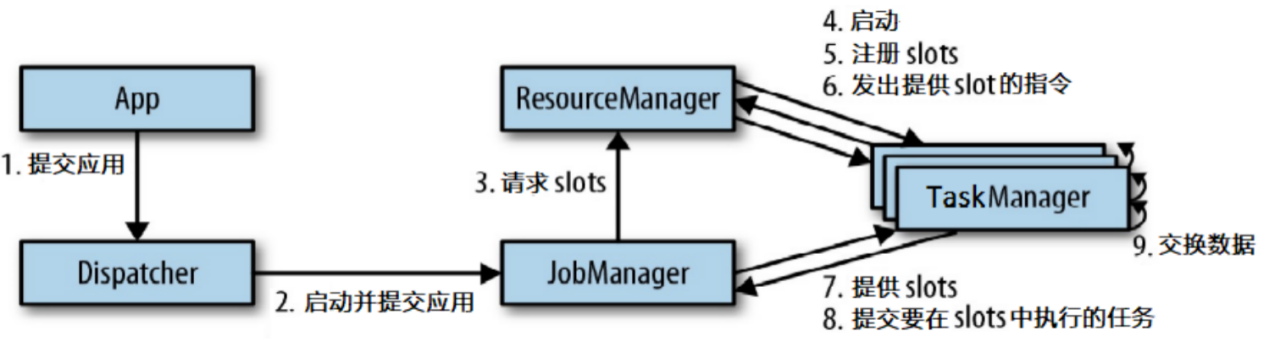 4. 启动
5. 注册 slots
6. 发出提供 slot 的指令
App
ResourceManager
1. 提交应用
3. 请求 slots
TaskManager
9. 交换数据
Dispatcher
JobManager
2. 启动并提交应用
7. 提供 slots
8. 提交要在 slots 中执行的任务